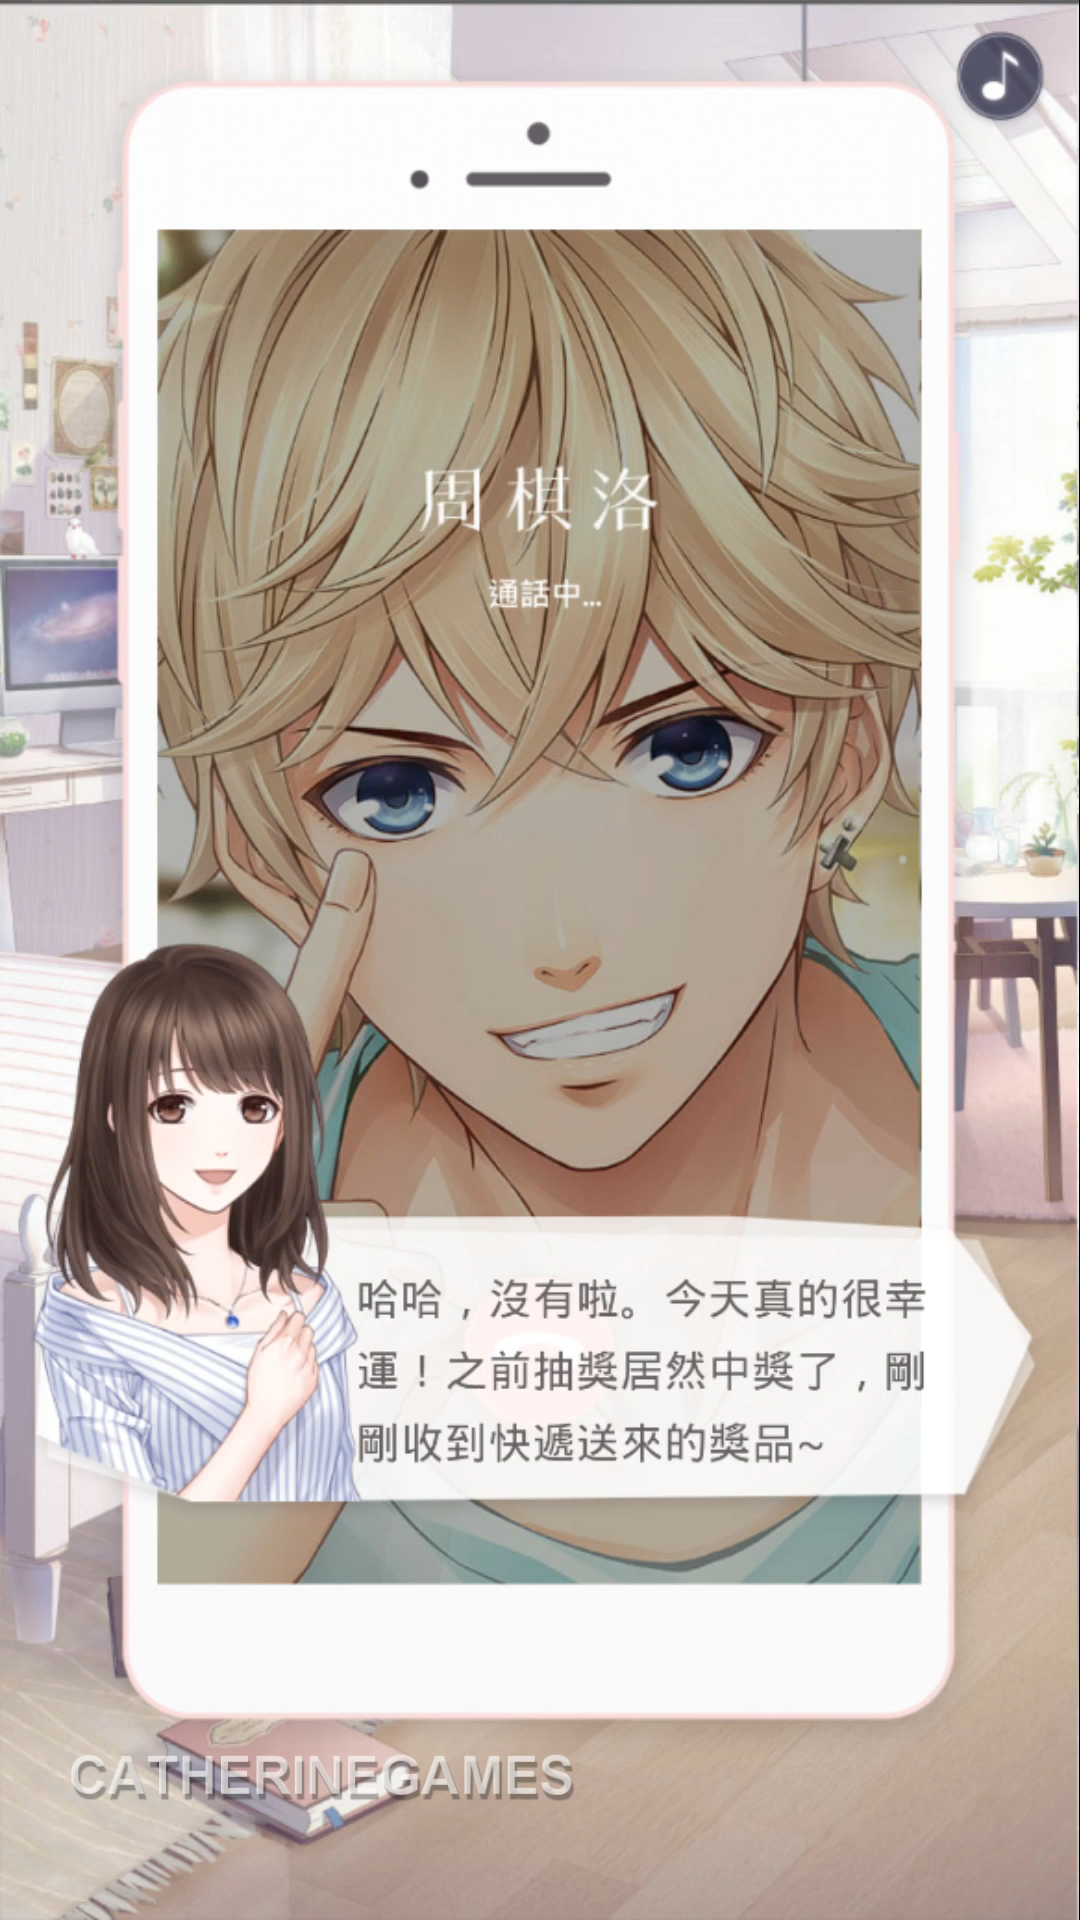 周棋洛
通話中...
哈哈，沒有啦。今天真的很幸
運！之前抽獎居然中獎了，剛
剛收到快遞送來的獎品~
CATHERINEGAMES